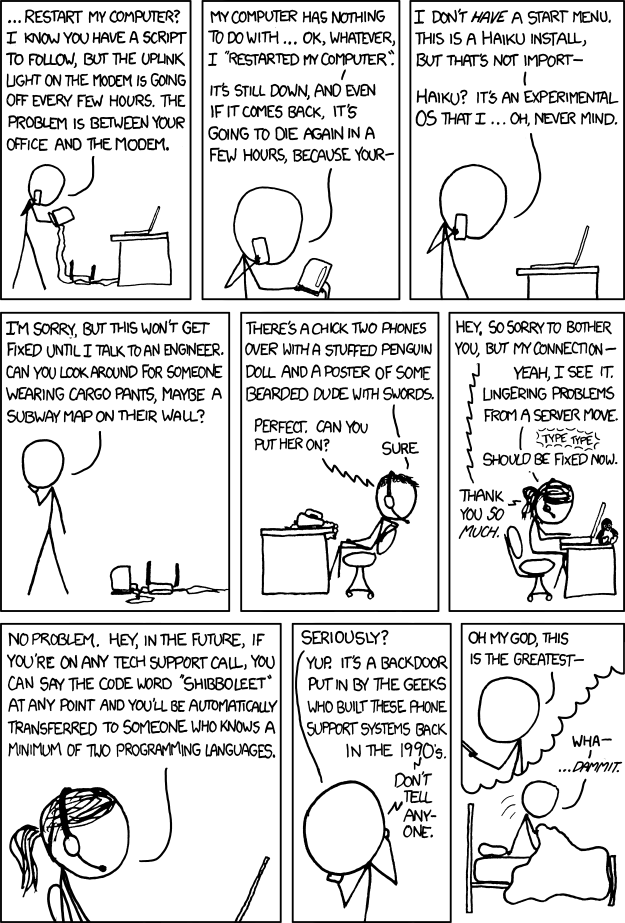 ...RESTART MY COMPUTER?
I KNOW YOU HAVE A SCRIPT
TO FOLLOW, BUT THE UPLINK
LIGHT ON THE MODEM IS GOING
OFF EVERY FEW HOURS. THE
PROBLEM IS BETWEEN YOUR
OFFICE AND THE MODEM.
MY COMPUTER HAS NOTHING
TO DO WITH ... OK, WHATEVER,
I "RESTARTED MY COMPUTER".
IT'S STILL DOWN, AND EVEN
IF IT COMES BACK, IT'S
GOING TO DIE AGAIN IN A
FEW HOURS, BECAUSE YOUR—
I DON'T HAVE A START MENU.
THIS IS A HAIKU INSTALL,
BUT THAT'S NOT IMPORT—
HAIKU? IT'S AN EXPERIMENTAL
OS THAT I ... OH, NEVER MIND.
I'M SORRY, BUT THIS WON'T GET
FIXED UNTIL I TALK TO AN ENGINEER.
CAN YOU LOOK AROUND FOR SOMEONE
WEARING CARGO PANTS, MAYBE A
SUBWAY MAP ON THEIR WALL?
THERE'S A CHICK TWO PHONES
OVER WITH A STUFFED PENGUIN
DOLL AND A POSTER OF SOME
BEARDED DUDE WITH SWORDS.
PERFECT. CAN YOU
PUT HER ON?
SURE.
HEY, SO SORRY TO BOTHER
YOU, BUT MY CONNECTION—
YEAH, I SEE IT.
LINGERING PROBLEMS
FROM A SERVER MOVE.
TYPE TYPE
SHOULD BE FIXED NOW.
THANK
YOU SO
MUCH.
NO PROBLEM. HEY, IN THE FUTURE, IF
YOU'RE ON ANY TECH SUPPORT CALL, YOU
CAN SAY THE CODE WORD "SHIBBOLEET"
AT ANY POINT AND YOU'LL BE AUTOMATICALLY
TRANSFERRED TO SOMEONE WHO KNOWS A
MINIMUM OF TWO PROGRAMMING LANGUAGES.
SERIOUSLY?
YUP. IT'S A BACKDOOR
PUT IN BY THE GEEKS
WHO BUILT THESE PHONE
SUPPORT SYSTEMS BACK
IN THE 1990's.
DON'T
TELL
ANY-
ONE.
OH MY GOD, THIS
IS THE GREATEST—
WHA—
...DAMMIT.